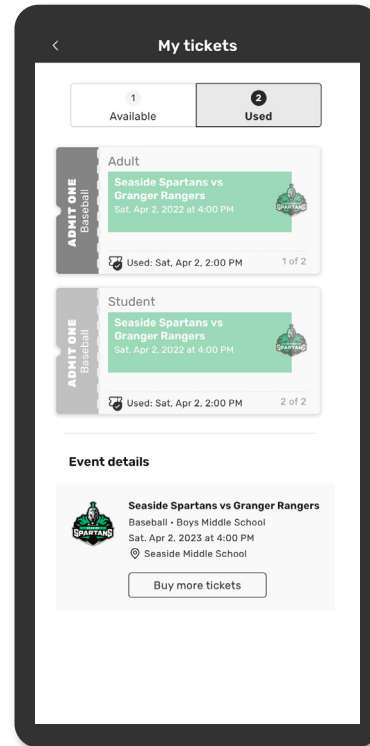 My tickets
1
Available
2
Used
ADMIT ONE
Baseball
Adult
Seaside Spartans vs
Granger Rangers
Sat. Apr 2, 2022 at 4:00 PM
SPARTANS
Used: Sat, Apr 2, 2:00 PM
1 of 2
ADMIT ONE
Baseball
Student
Seaside Spartans vs
Granger Rangers
Sat. Apr 2, 2022 at 4:00 PM
SPARTANS
Used: Sat, Apr 2, 2:00 PM
2 of 2
Event details
SPARTANS
Seaside Spartans vs Granger Rangers
Baseball • Boys Middle School
Sat. Apr 2, 2023 at 4:00 PM
Seaside Middle School
Buy more tickets